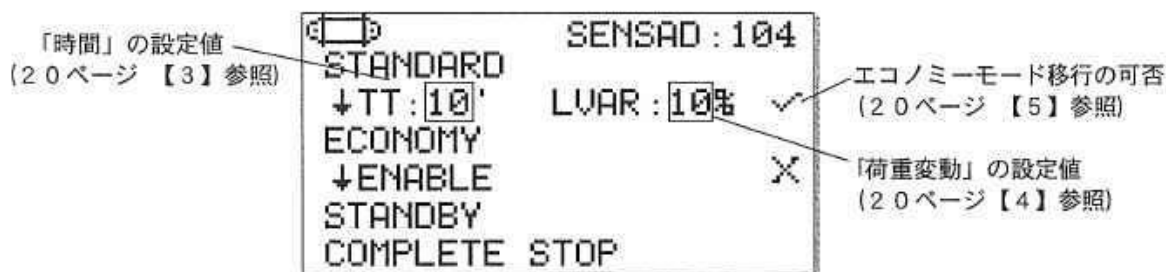 「時間」の設定値
(20ページ 【3】参照)
SENSAD:104
STANDARD
↓TT:10' LVAR:10% ✓
ECONOMY
↓ENABLE X
STANDBY
COMPLETE STOP
エコノミーモード移行の可否
(20ページ 【5】参照)
「荷重変動」の設定値
(20ページ【4】参照)